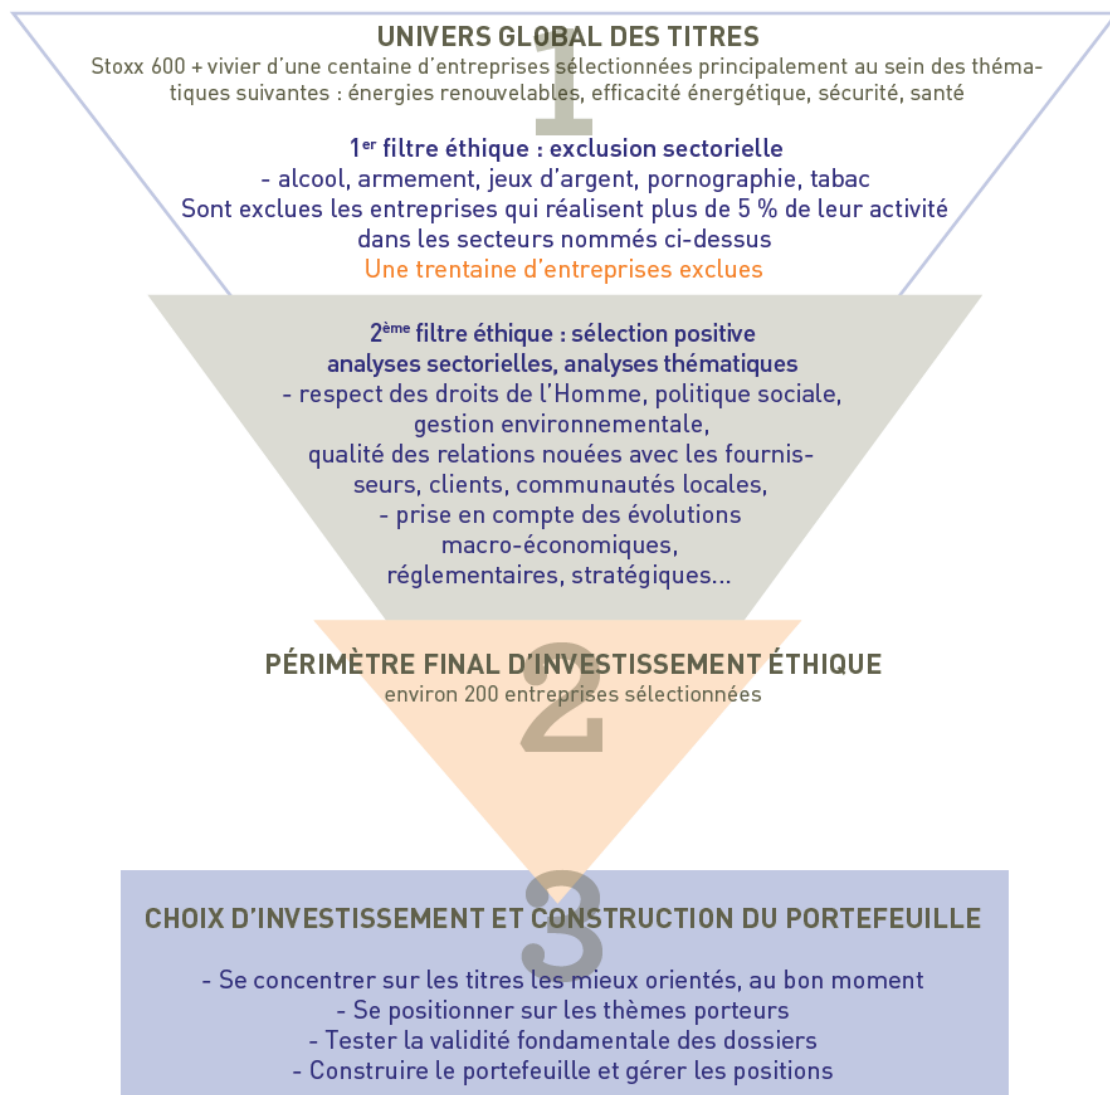 1
UNIVERS GLOBAL DES TITRES
Stoxx 600 + vivier d’une centaine d’entreprises sélectionnées principalement au sein des théma-
tiques suivantes : énergies renouvelables, efficacité énergétique, sécurité, santé
1er filtre éthique : exclusion sectorielle
- alcool, armement, jeux d’argent, pornographie, tabac
Sont exclues les entreprises qui réalisent plus de 5 % de leur activité
dans les secteurs nommés ci-dessus
Une trentaine d’entreprises exclues
2ème filtre éthique : sélection positive
analyses sectorielles, analyses thématiques
- respect des droits de l’Homme, politique sociale,
gestion environnementale,
qualité des relations nouées avec les fournis-
seurs, clients, communautés locales,
- prise en compte des évolutions
macro-économiques,
réglementaires, stratégiques...
2
PÉRIMÈTRE FINAL D’INVESTISSEMENT ÉTHIQUE
environ 200 entreprises sélectionnées
3
CHOIX D’INVESTISSEMENT ET CONSTRUCTION DU PORTEFEUILLE
- Se concentrer sur les titres les mieux orientés, au bon moment
- Se positionner sur les thèmes porteurs
- Tester la validité fondamentale des dossiers
- Construire le portefeuille et gérer les positions